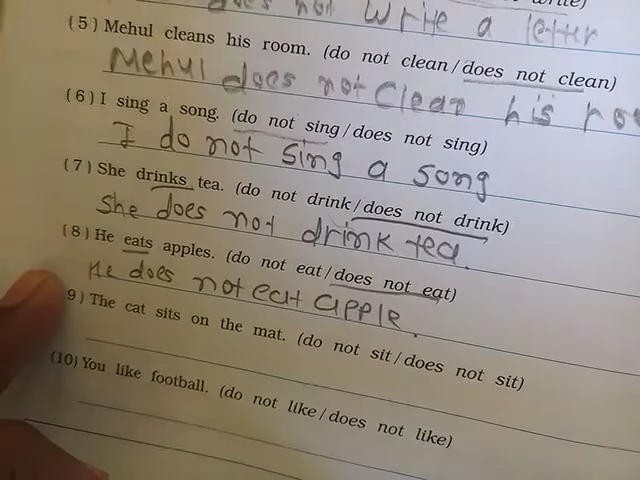 does not write a letter
(5) Mehul cleans his room. (do not clean/does not clean)
Mehul does not clean his
(6) I sing a song. (do not sing/does not sing)
I do not sing a song
(7) She drinks tea. (do not drink/does not drink)
She does not drink tea.
(8) He eats apples. (do not eat/does not eat)
He does not eat apple.
9) The cat sits on the mat. (do not sit/does not sit)
(10) You like football. (do not like/does not like)